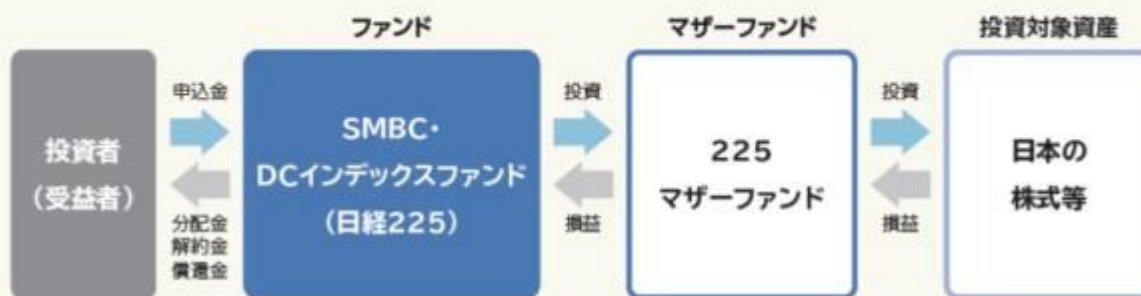 ファンド
マザーファンド
投資対象資産
投資者
(受益者)
申込金
分配金
解約金
償還金
SMBC・
DCインデックスファンド
(日経225)
投資
損益
225
マザーファンド
投資
損益
日本の
株式等